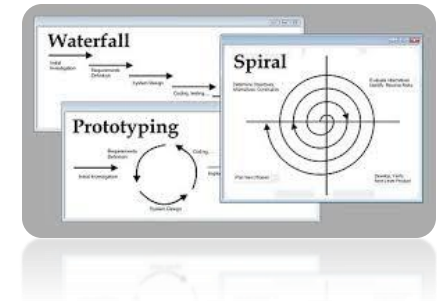 Waterfall
Initial
Investigation
Requirements
Definition
System Design
Coding, testing...
Prototyping
Requirements
Definition
Coding,
Initial Investigation
System Design
Spiral
Determine objectives,
alternatives, constraints
Evaluate alternatives
Identify, Resolve Risks
Plan Next Phases
Develop, Verify
Next Level Product